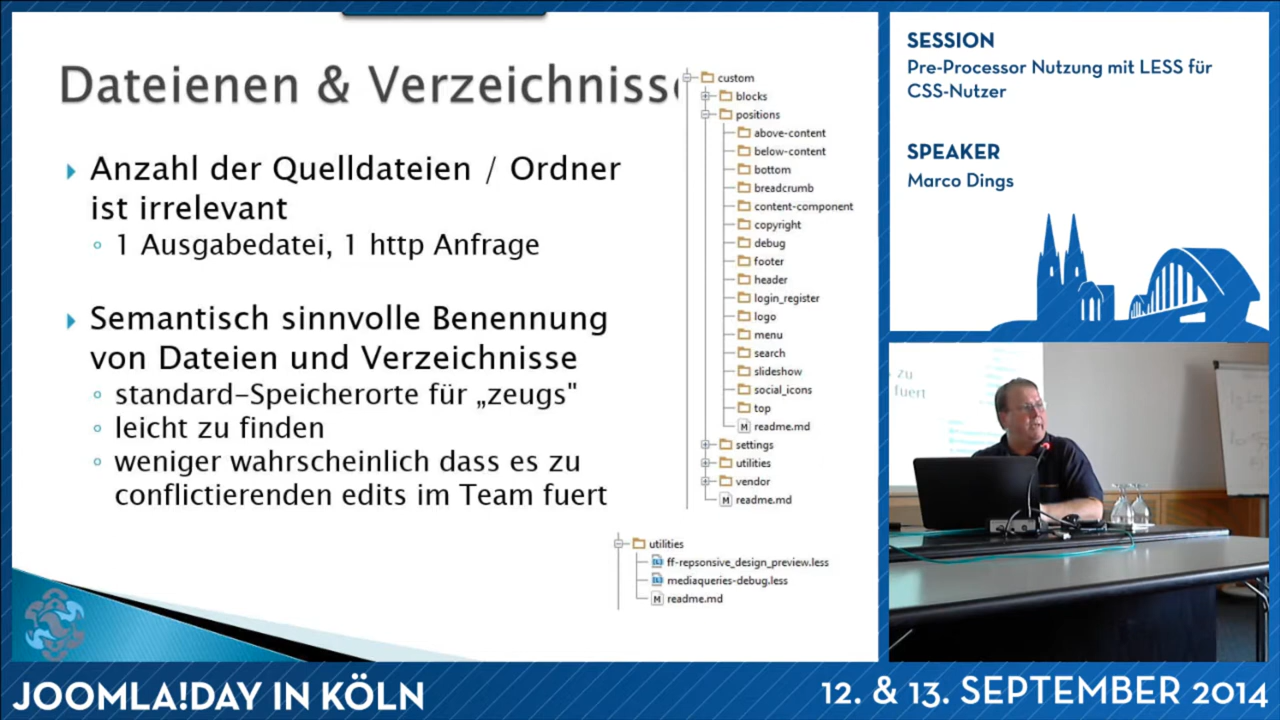 Dateienen & Verzeichnisse
Anzahl der Quelldateien / Ordner
ist irrelevant
1 Ausgabedatei, 1 http Anfrage
Semantisch sinnvolle Benennung
von Dateien und Verzeichnisse
standard-Speicherorte für „zeugs"
leicht zu finden
weniger wahrscheinlich dass es zu
conflictierenden edits im Team fuert
custom
blocks
positions
above-content
below-content
bottom
breadcrumb
content-component
copyright
debug
footer
header
login_register
logo
menu
search
slideshow
social_icons
top
readme.md
settings
utilities
vendor
readme.md
utilities
ff-repsonsive_design_preview.less
mediaqueries-debug.less
readme.md
SESSION
Pre-Processor Nutzung mit LESS für
CSS-Nutzer
SPEAKER
Marco Dings
zu
fuert
JOOMLA!DAY IN KÖLN
12. & 13. SEPTEMBER 2014